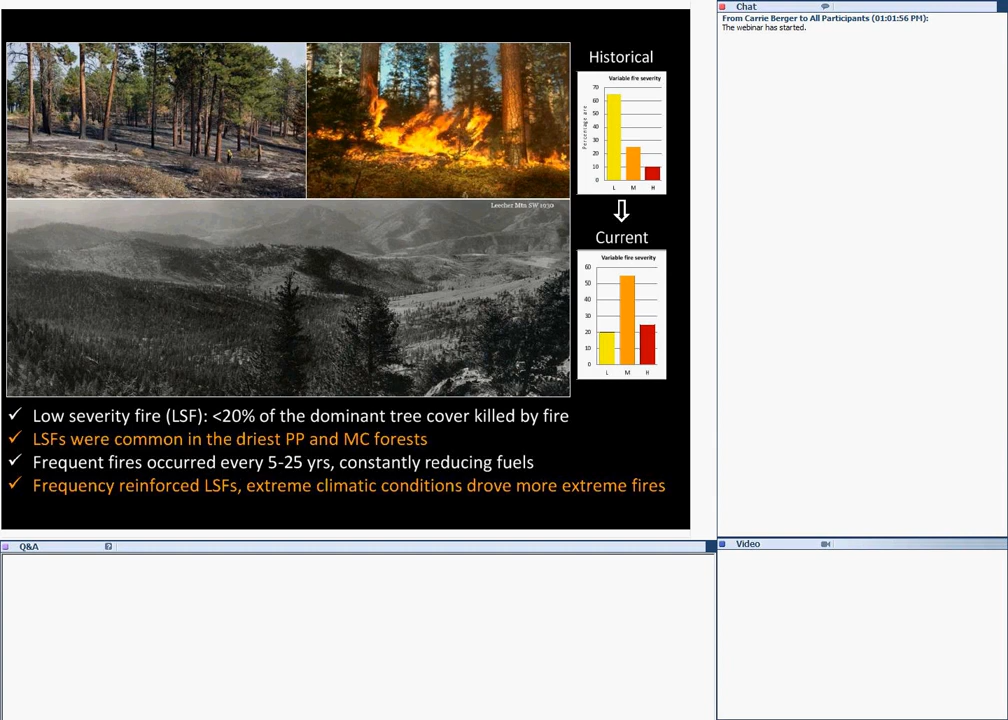 Chat
From Carrie Berger to All Participants (01:01:56 PM):
The webinar has started.
Historical
Variable fire severity
70
60
50
40
30
20
10
0
L M H
Leecher Mtn SW 1930
Current
Variable fire severity
60
50
40
30
20
10
0
L M H
✓ Low severity fire (LSF): <20% of the dominant tree cover killed by fire
✓ LSFs were common in the driest PP and MC forests
✓ Frequent fires occurred every 5-25 yrs, constantly reducing fuels
✓ Frequency reinforced LSFs, extreme climatic conditions drove more extreme fires
Q&A
Video